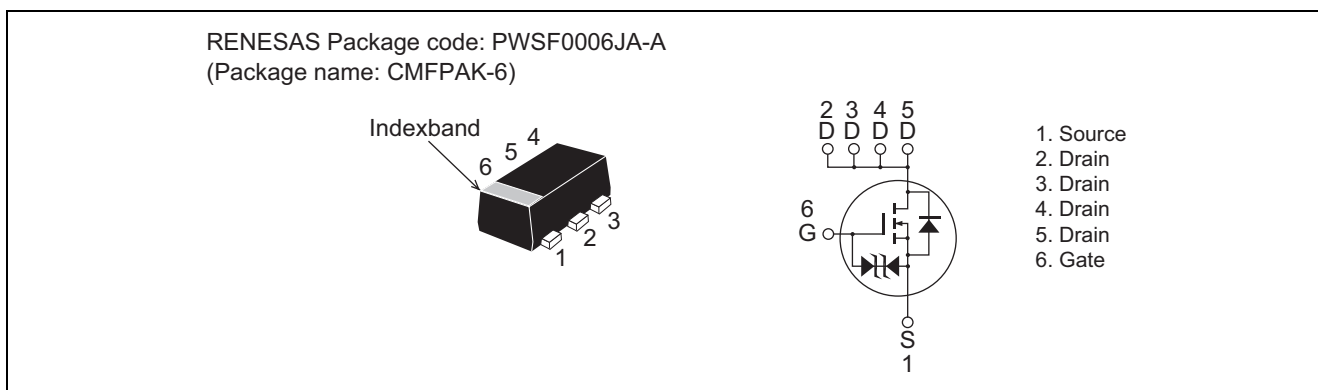 RENESAS Package code: PWSF0006JA-A
(Package name: CMFPAK-6)
Indexband
6 5 4
1 2 3
2 3 4 5
D D D D
6
G
S
1
1. Source
2. Drain
3. Drain
4. Drain
5. Drain
6. Gate